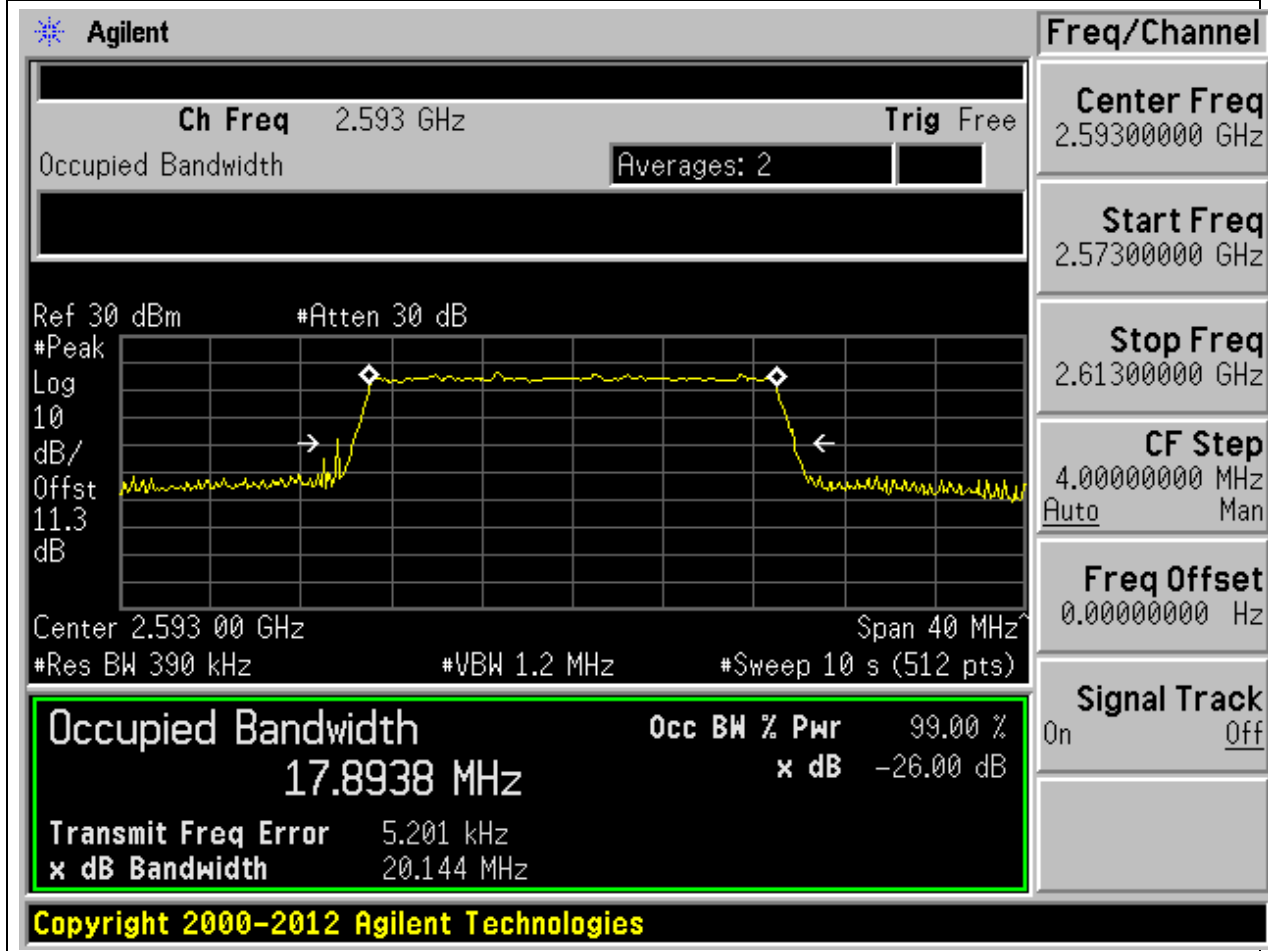 Agilent
Freq/Channel
Ch Freq 2.593 GHz Trig Free
Occupied Bandwidth Averages: 2
Center Freq
2.59300000 GHz
Start Freq
2.57300000 GHz
Stop Freq
2.61300000 GHz
CF Step
4.00000000 MHz
Auto Man
Freq Offset
0.00000000 Hz
Signal Track
On Off
Ref 30 dBm #Atten 30 dB
#Peak
Log
10
dB/
Offst
11.3
dB
Center 2.593 00 GHz Span 40 MHz^
#Res BW 390 kHz #VBW 1.2 MHz #Sweep 10 s (512 pts)
Occupied Bandwidth
17.8938 MHz
Occ BW % Pwr 99.00 %
x dB -26.00 dB
Transmit Freq Error 5.201 kHz
x dB Bandwidth 20.144 MHz
Copyright 2000-2012 Agilent Technologies